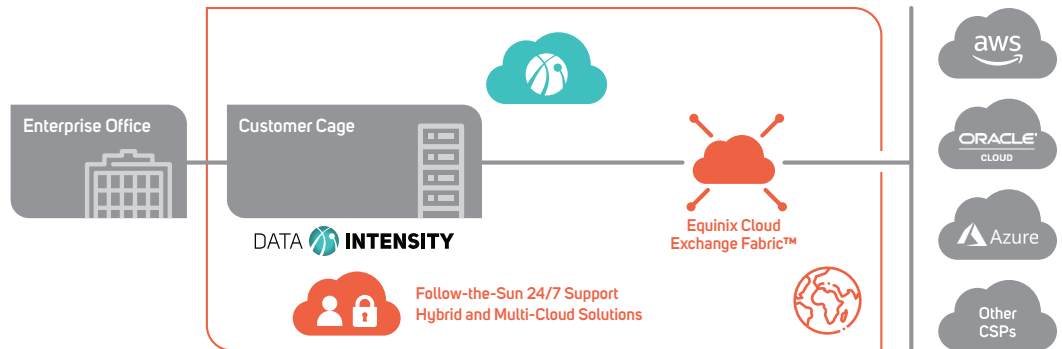 Enterprise Office
Customer Cage
DATA INTENSITY
Equinix Cloud
Exchange Fabric™
Follow-the-Sun 24/7 Support
Hybrid and Multi-Cloud Solutions
aws
ORACLE®
CLOUD
Azure
Other
CSPs